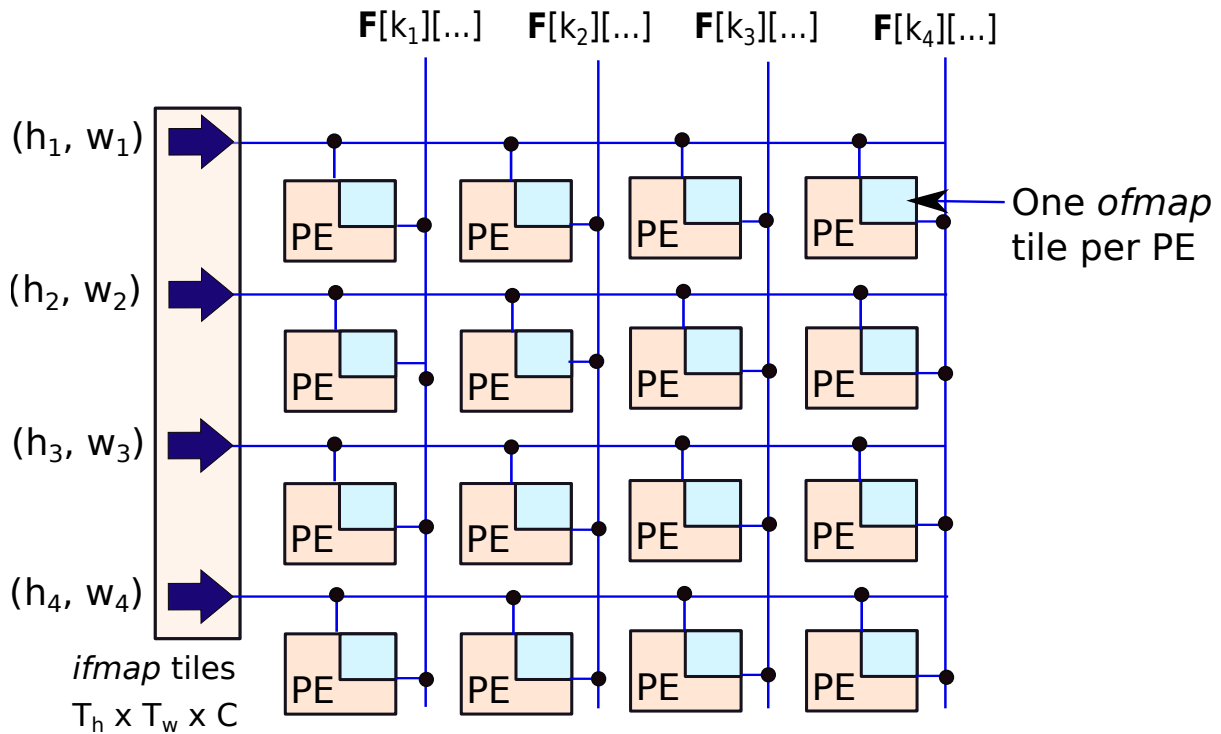 F[k₁][...] F[k₂][...] F[k₃][...] F[k₄][...]
(h₁, w₁)
PE PE PE PE
One ofmap
tile per PE
(h₂, w₂)
PE PE PE PE
(h₃, w₃)
PE PE PE PE
(h₄, w₄)
PE PE PE PE
ifmap tiles
Tₕ x T_w x C